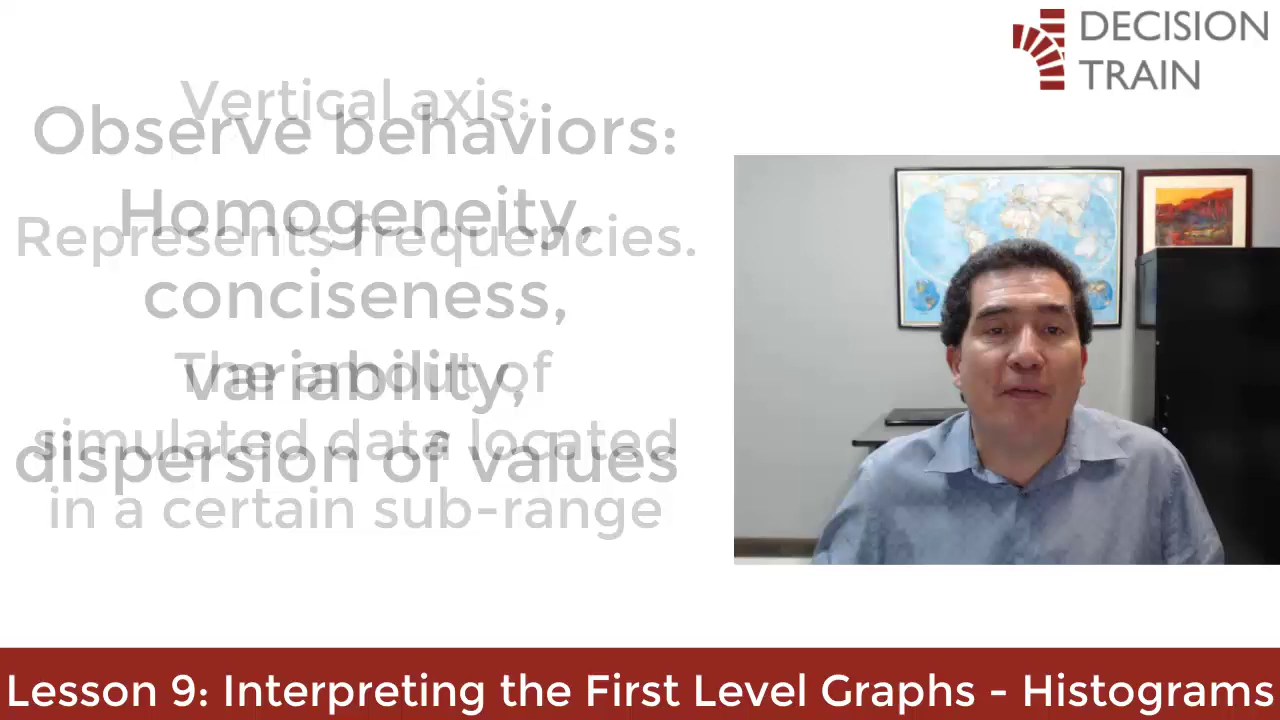 DECISION
TRAIN
Vertical axis:
Represents frequencies.
The amount of
simulated data located
in a certain sub-range
Observe behaviors:
Homogeneity,
conciseness,
variability,
dispersion of values
Lesson 9: Interpreting the First Level Graphs - Histograms